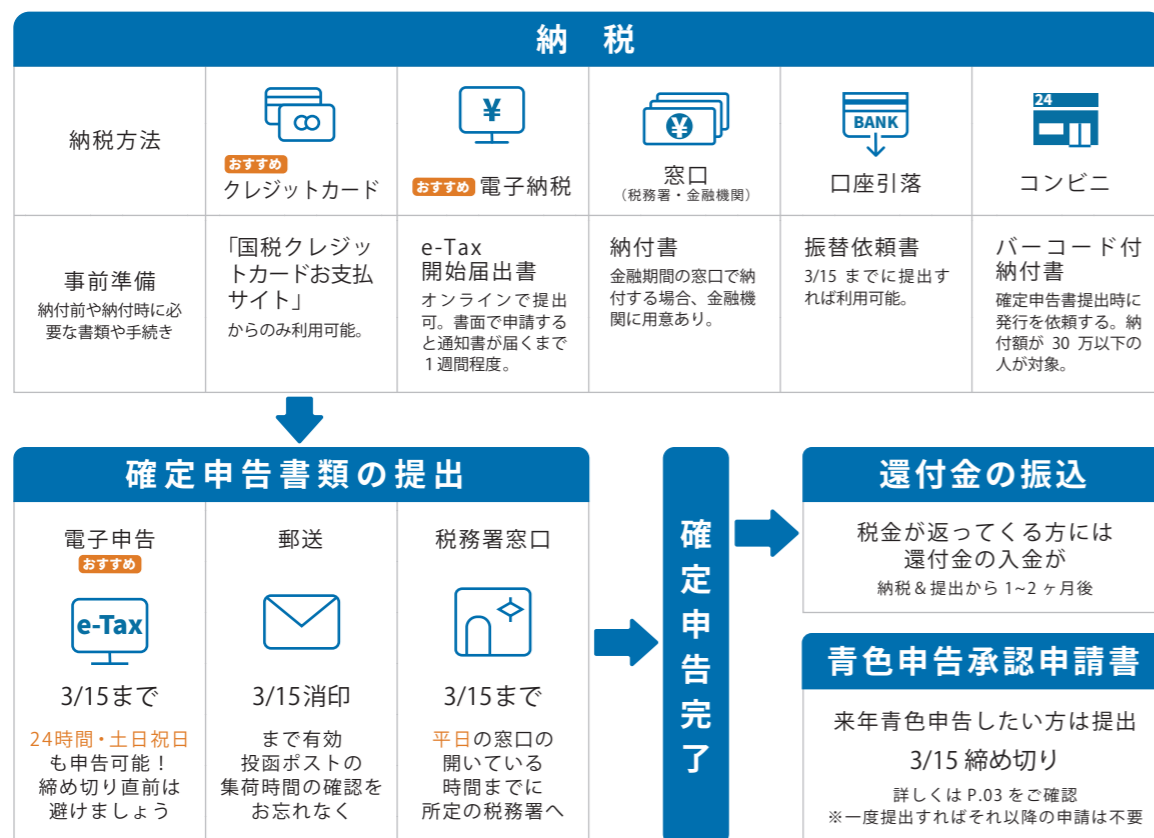 納 税
納税方法
おすすめ
クレジットカード
¥
おすすめ 電子納税
¥
窓口
（税務署・金融機関）
BANK
口座引落
24
コンビニ
事前準備
納付前や納付時に必
要な書類や手続き
「国税クレジッ
トカードお支払
サイト」
からのみ利用可能。
e-Tax
開始届出書
オンラインで提出
可。書面で申請する
と通知書が届くまで
１週間程度。
納付書
金融期間の窓口で納
付する場合、金融機
関に用意あり。
振替依頼書
3/15 までに提出す
れば利用可能。
バーコード付
納付書
確定申告書提出時に
発行を依頼する。納
付額が 30 万以下の
人が対象。
確定申告書類の提出
電子申告
おすすめ
e-Tax
3/15まで
24時間・土日祝日
も申告可能！
締め切り直前は
避けましょう
郵送
3/15消印
まで有効
投函ポストの
集荷時間の確認を
お忘れなく
税務署窓口
3/15まで
平日の窓口の
開いている
時間までに
所定の税務署へ
確定申告完了
還付金の振込
税金が返ってくる方には
還付金の入金が
納税＆提出から 1~2 ヶ月後
青色申告承認申請書
来年青色申告したい方は提出
3/15 締め切り
詳しくは P.03 をご確認
※一度提出すればそれ以降の申請は不要